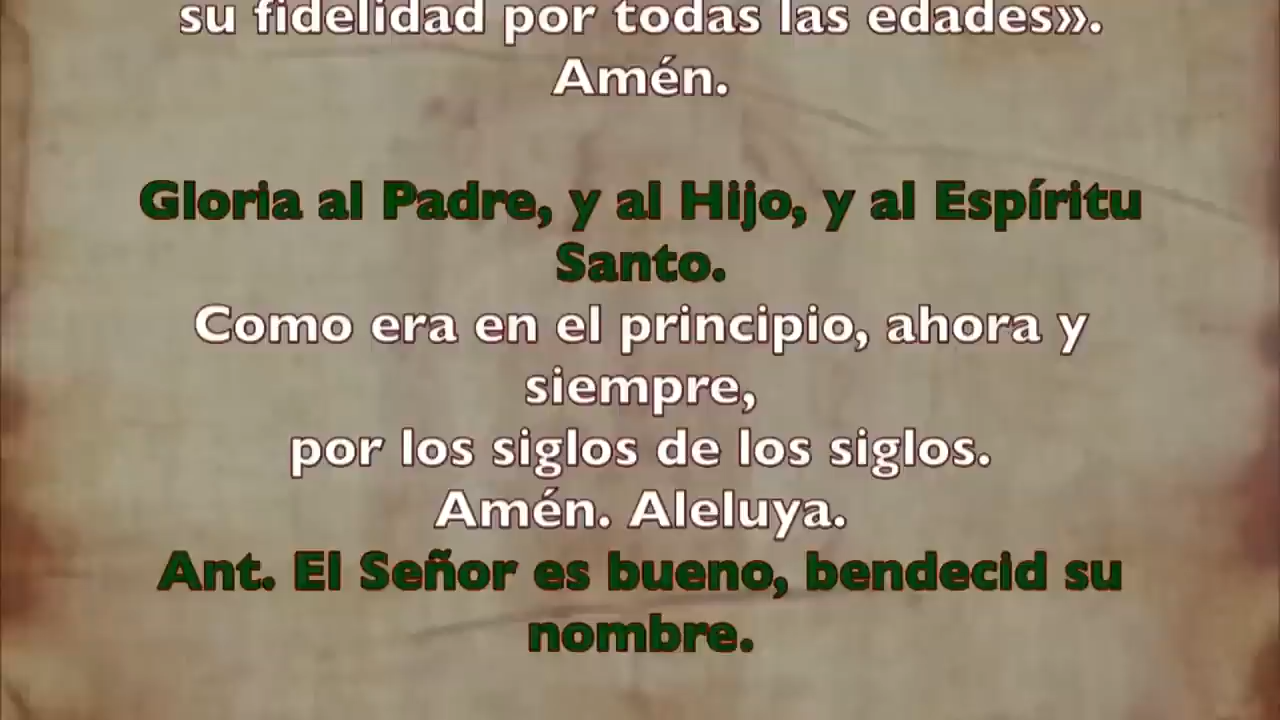 su fidelidad por todas las edades».
Amén.
Gloria al Padre, y al Hijo, y al Espíritu
Santo.
Como era en el principio, ahora y
siempre,
por los siglos de los siglos.
Amén. Aleluya.
Ant. El Señor es bueno, bendecid su
nombre.